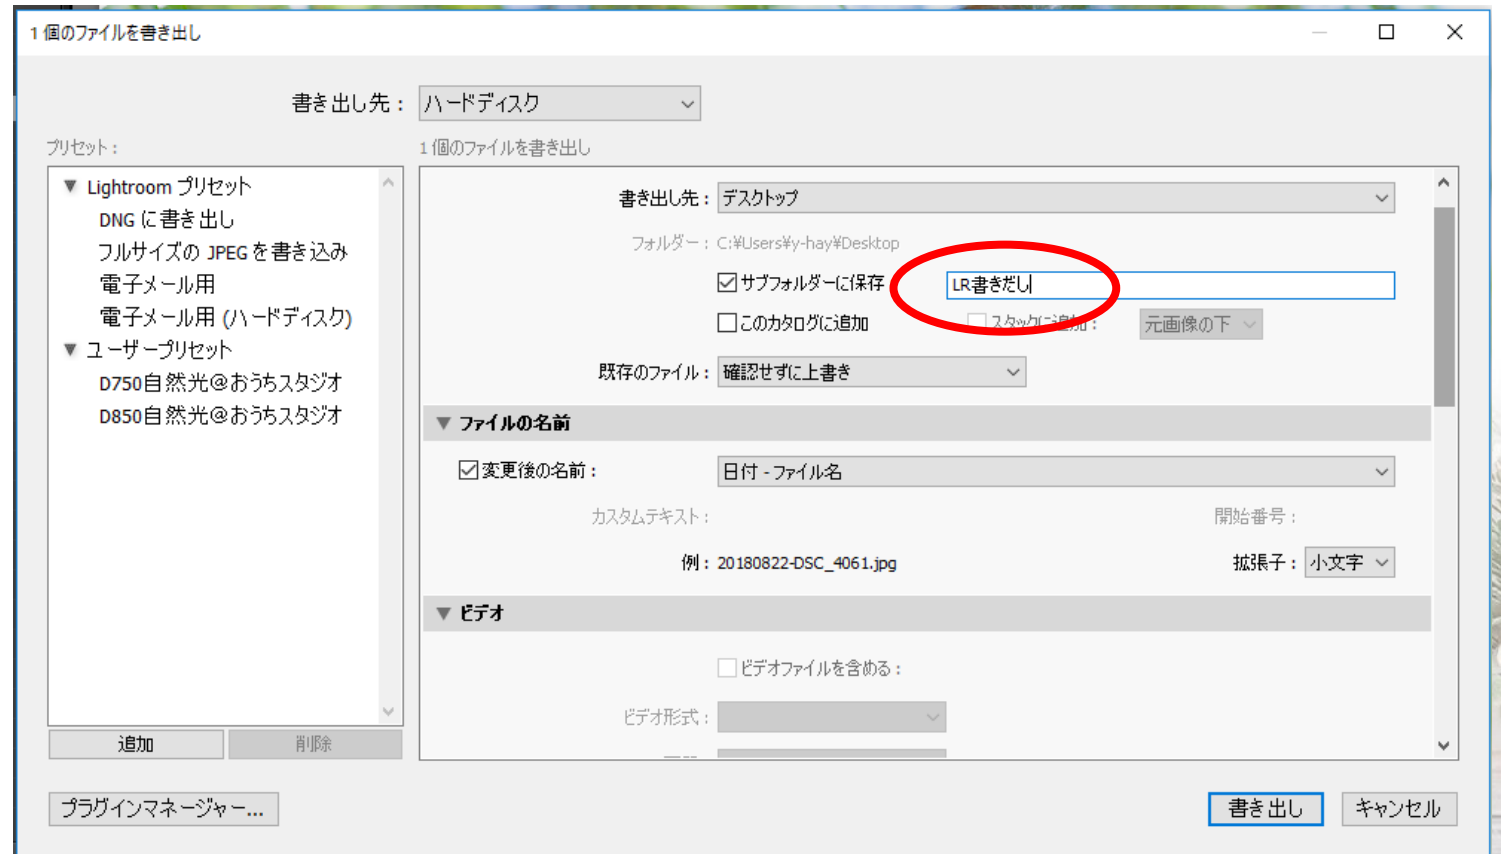 1 個のファイルを書き出し
書き出し先： ハードディスク
プリセット：
1 個のファイルを書き出し
▼ Lightroom プリセット
DNG に書き出し
フルサイズの JPEG を書き込み
電子メール用
電子メール用 (ハードディスク)
▼ ユーザープリセット
D750自然光@おうちスタジオ
D850自然光@おうちスタジオ
追加
削除
書き出し先： デスクトップ
フォルダー： C:¥Users¥y-hay¥Desktop
サブフォルダーに保存 LR書きだし
このカタログに追加 スタックに追加： 元画像の下
既存のファイル： 確認せずに上書き
▼ ファイルの名前
変更後の名前： 日付 - ファイル名
カスタムテキスト： 開始番号：
例： 20180822-DSC_4061.jpg 拡張子： 小文字
▼ ビデオ
ビデオファイルを含める：
ビデオ形式：
プラグインマネージャー...
書き出し
キャンセル